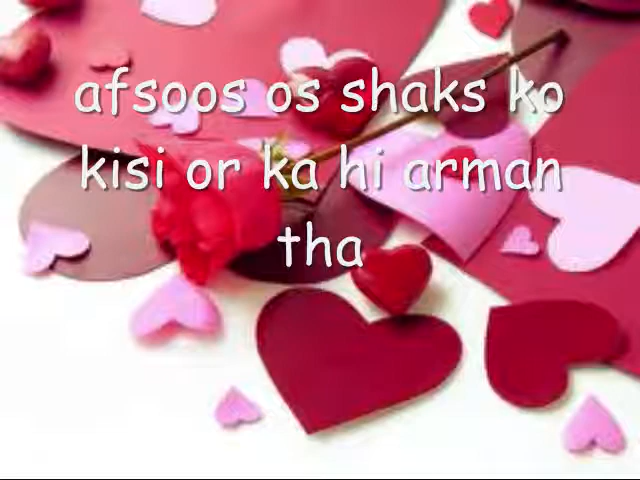 afsoos os shaks ko
kisi or ka hi arman
tha